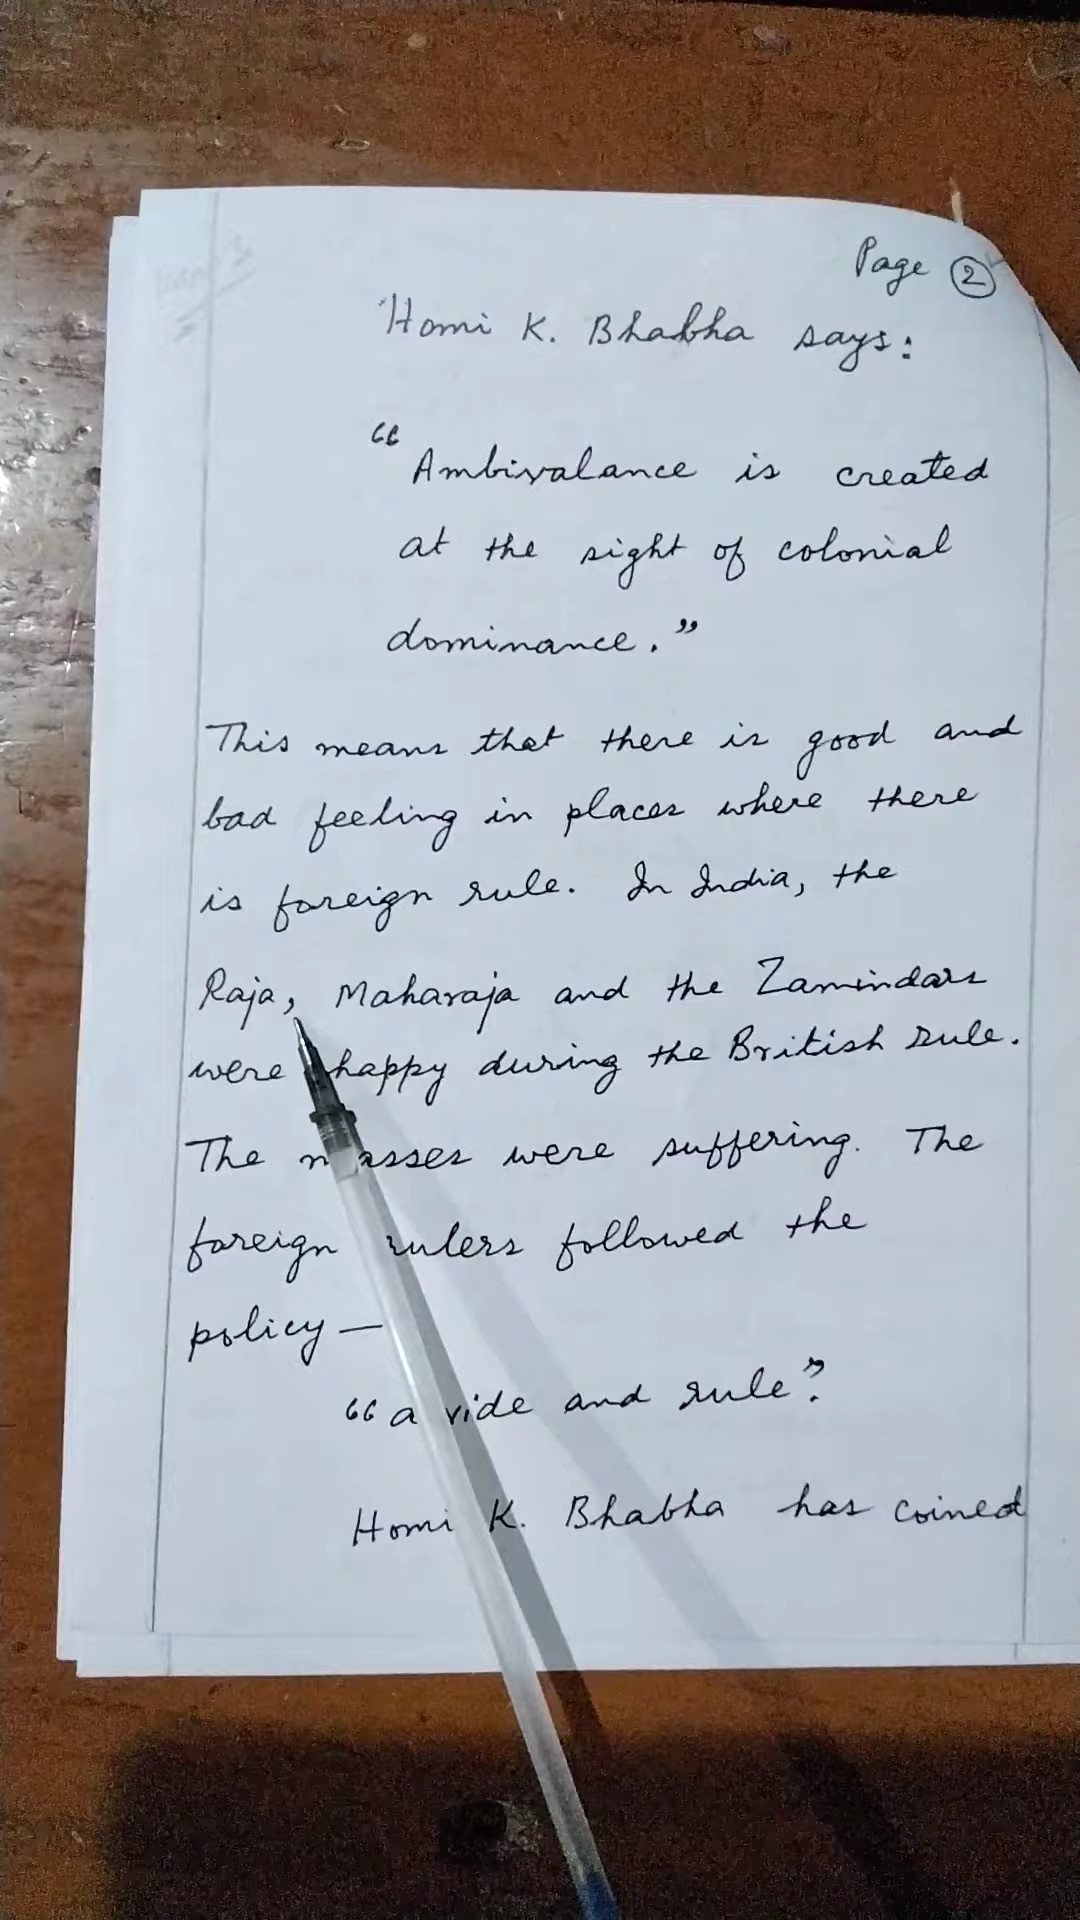 Page 2
Homi K. Bhabha says:
"Ambivalance is created
at the sight of colonial
dominance."
This means that there is good and
bad feeling in places where there
is foreign rule. In India, the
Raja, Maharaja and the Zamindars
were happy during the British rule.
The masses were suffering. The
foreign rulers followed the
policy —
"a vide and rule"
Homi K. Bhabha has coined